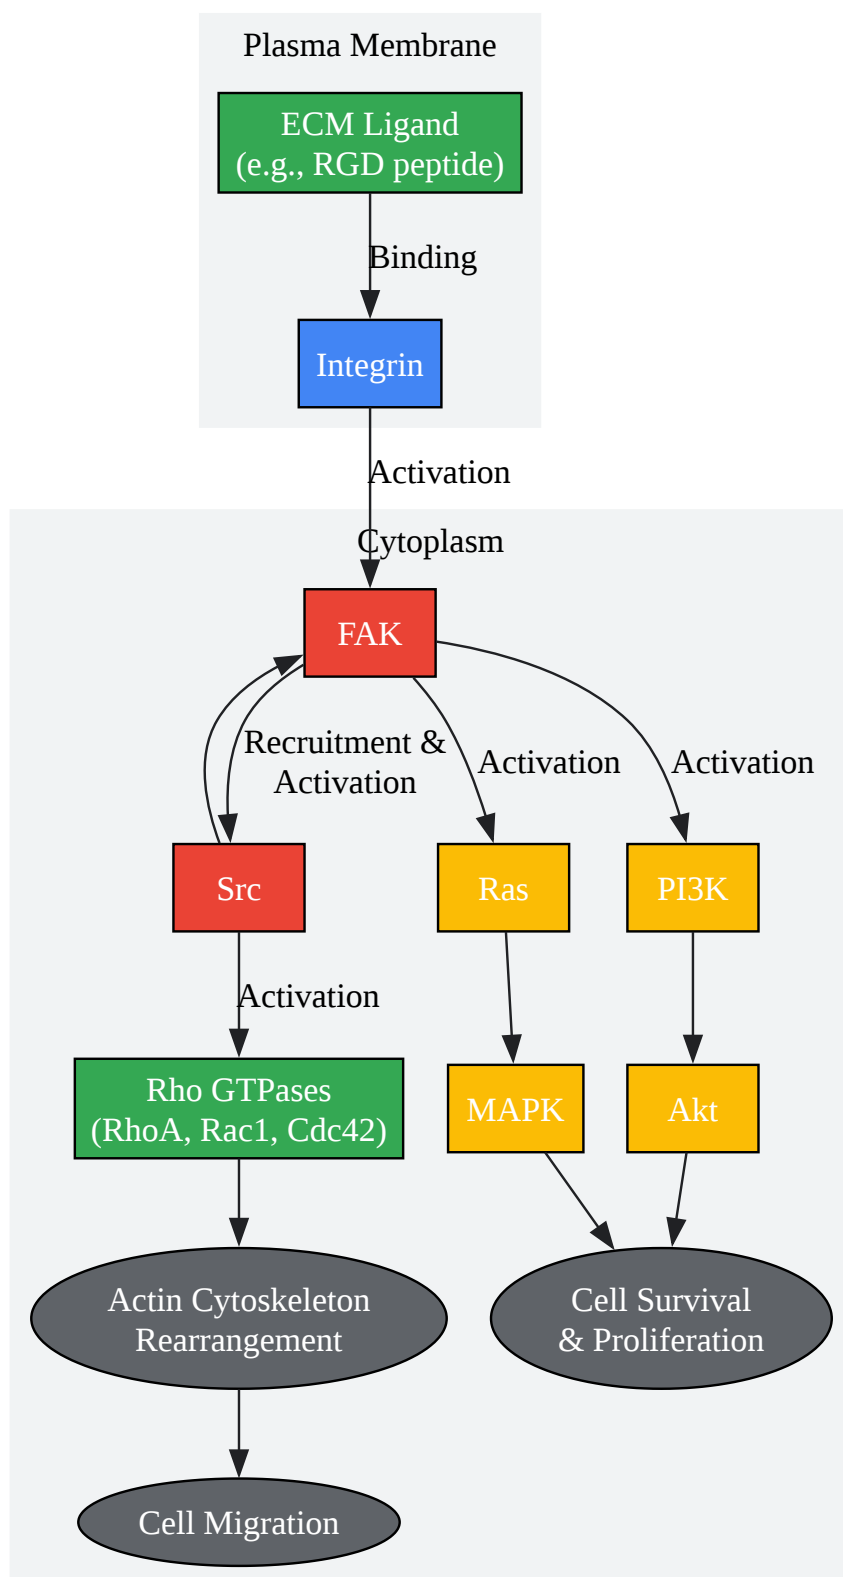 Plasma Membrane
ECM Ligand
(e.g., RGD peptide)
Binding
Integrin
Activation
Cytoplasm
FAK
Recruitment &
Activation
Activation
Activation
Src
Ras
PI3K
Activation
Rho GTPases
(RhoA, Rac1, Cdc42)
MAPK
Akt
Actin Cytoskeleton
Rearrangement
Cell Survival
& Proliferation
Cell Migration